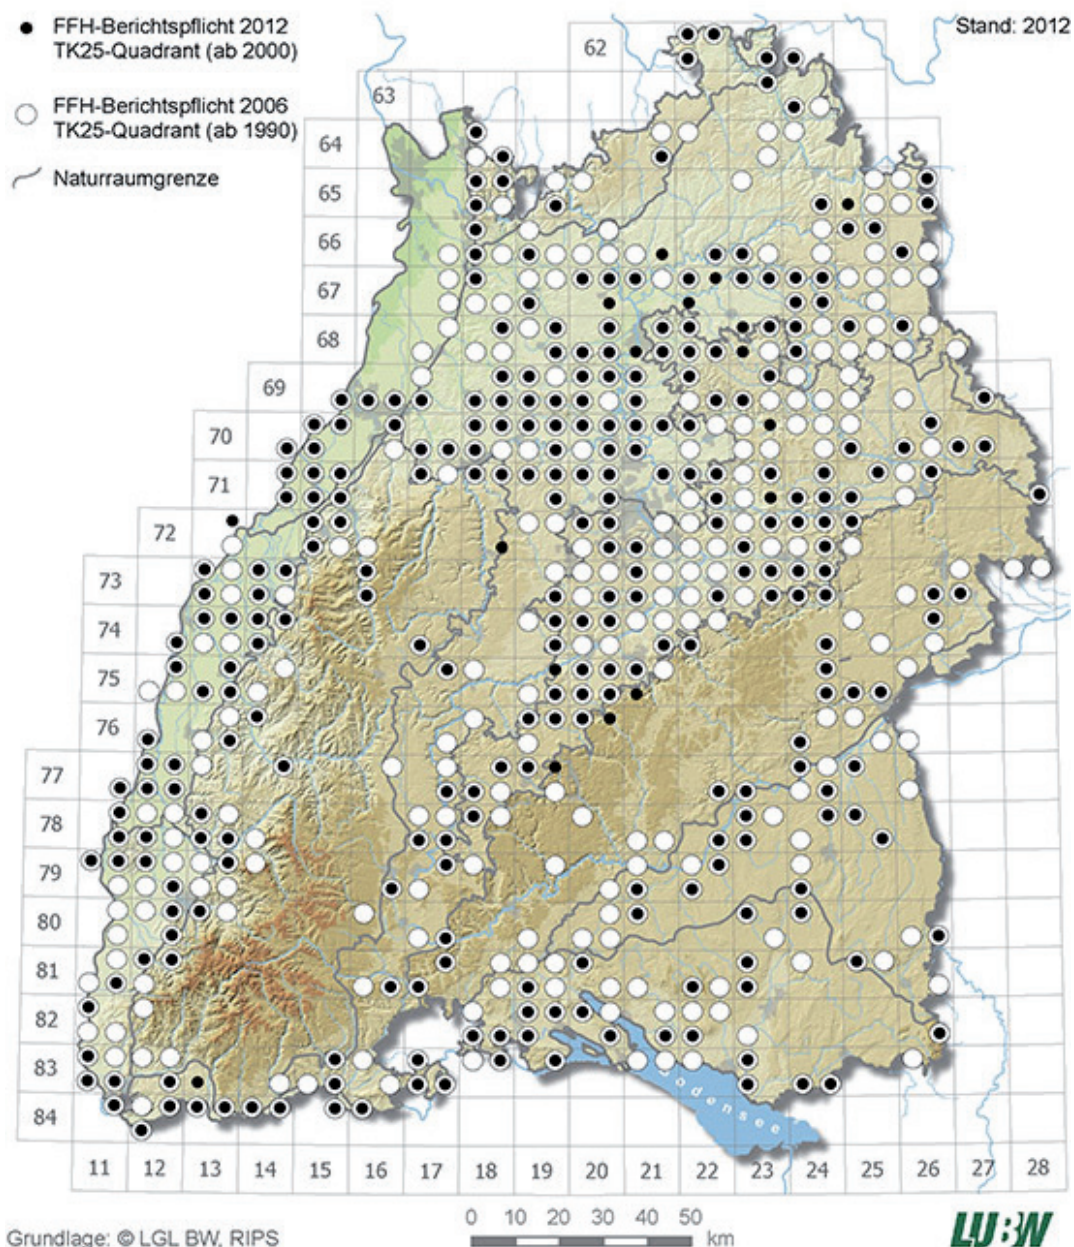 FFH-Berichtspflicht 2012
TK25-Quadrant (ab 2000)
FFH-Berichtspflicht 2006
TK25-Quadrant (ab 1990)
Naturraumgrenze
Stand: 2012
62
63
64
65
66
67
68
69
70
71
72
73
74
75
76
77
78
79
80
81
82
83
84
Bodensee
11 12 13 14 15 16 17 18 19 20 21 22 23 24 25 26 27 28
0 10 20 30 40 50 km
Grundlage: © LGL BW, RIPS
LUBW